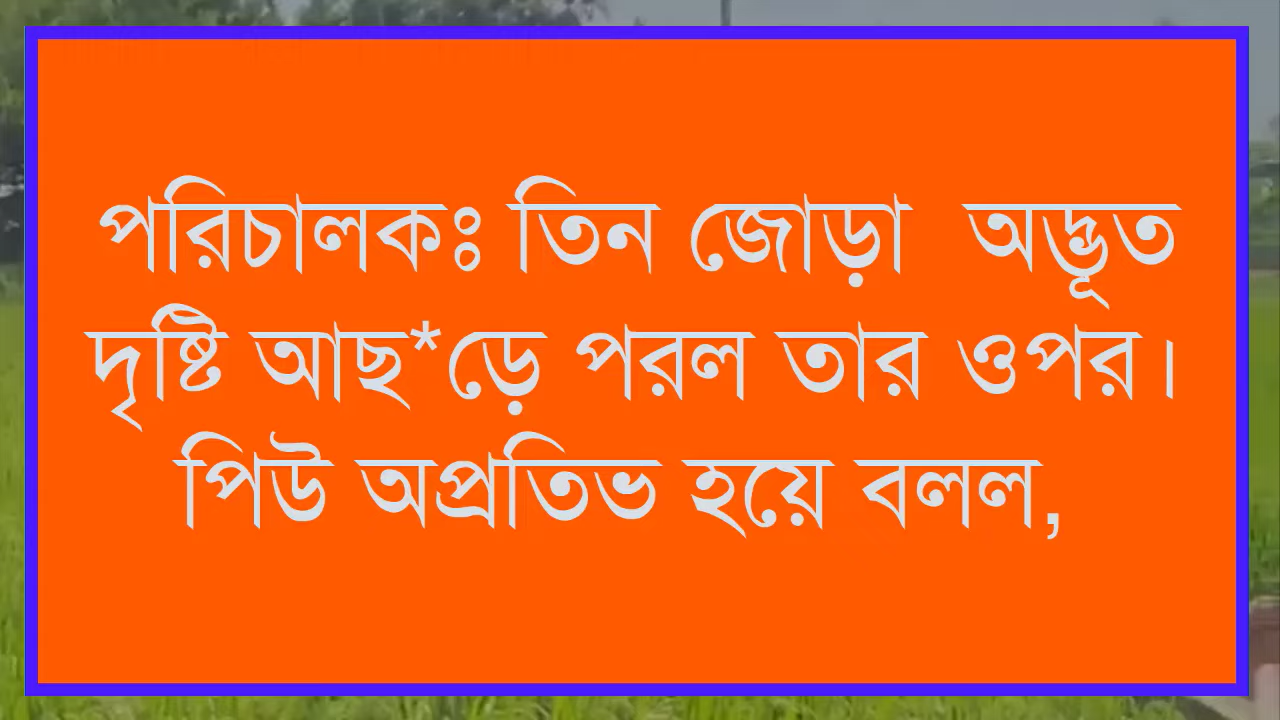 পরিচালকঃ তিন জোড়া  অদ্ভূত
দৃষ্টি আছ*ড়ে পরল তার ওপর।
পিউ অপ্রতিভ হয়ে বলল,